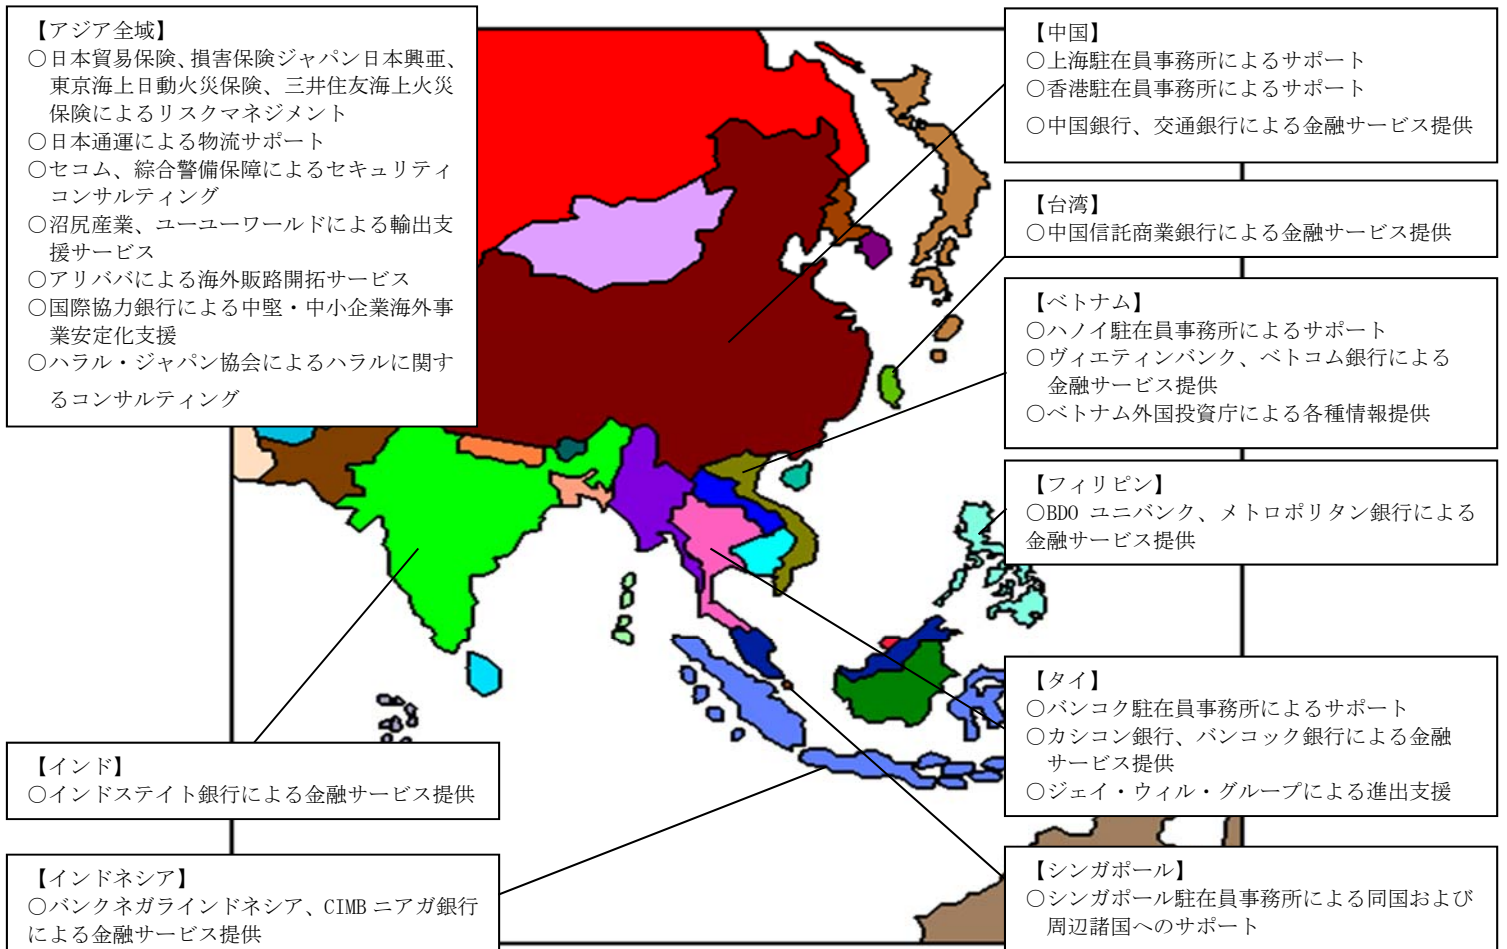 【アジア全域】
○日本貿易保険、損害保険ジャパン日本興亜、
東京海上日動火災保険、三井住友海上火災
保険によるリスクマネジメント
○日本通運による物流サポート
○セコム、綜合警備保障によるセキュリティ
コンサルティング
○沼尻産業、ユーユーワールドによる輸出支
援サービス
○アリババによる海外販路開拓サービス
○国際協力銀行による中堅・中小企業海外事
業安定化支援
○ハラル・ジャパン協会によるハラルに関す
るコンサルティング
【中国】
○上海駐在員事務所によるサポート
○香港駐在員事務所によるサポート
○中国銀行、交通銀行による金融サービス提供
【台湾】
○中国信託商業銀行による金融サービス提供
【ベトナム】
○ハノイ駐在員事務所によるサポート
○ヴィエティンバンク、ベトコム銀行による
金融サービス提供
○ベトナム外国投資庁による各種情報提供
【フィリピン】
○BDO ユニバンク、メトロポリタン銀行による
金融サービス提供
【タイ】
○バンコク駐在員事務所によるサポート
○カシコン銀行、バンコック銀行による金融
サービス提供
○ジェイ・ウィル・グループによる進出支援
【インド】
○インドステイト銀行による金融サービス提供
【インドネシア】
○バンクネガラインドネシア、CIMB ニアガ銀行
による金融サービス提供
【シンガポール】
○シンガポール駐在員事務所による同国および
周辺諸国へのサポート